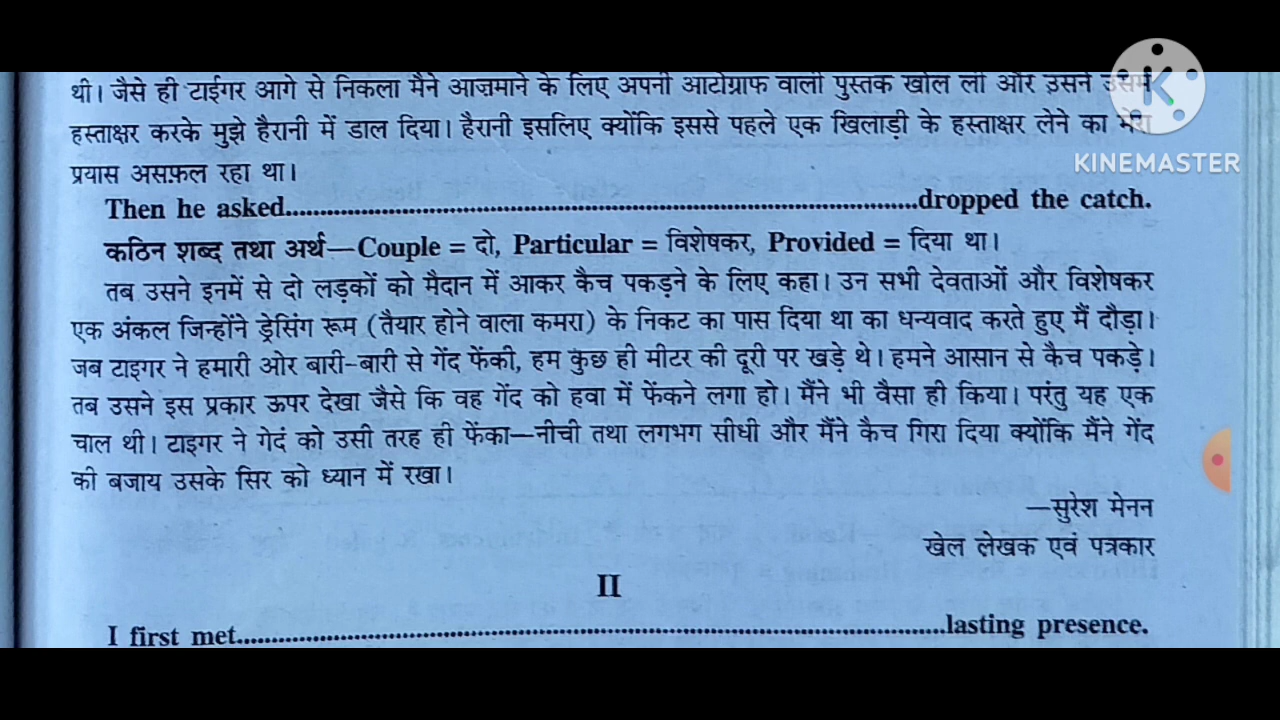 थी। जैसे ही टाईगर आगे से निकला मैने आज़माने के लिए अपनी आटोग्राफ वाली पुस्तक खोल ली और उसने उसमें
हस्ताक्षर करके मुझे हैरानी में डाल दिया। हैरानी इसलिए क्योंकि इससे पहले एक खिलाड़ी के हस्ताक्षर लेने का मेरा
प्रयास असफ़ल रहा था।
Then he asked..........................................................................................dropped the catch.
कठिन शब्द तथा अर्थ—Couple = दो, Particular = विशेषकर, Provided = दिया था।
तब उसने इनमें से दो लड़कों को मैदान में आकर कैच पकड़ने के लिए कहा। उन सभी देवताओं और विशेषकर
एक अंकल जिन्होंने ड्रेसिंग रूम (तैयार होने वाला कमरा) के निकट का पास दिया था का धन्यवाद करते हुए मैं दौड़ा।
जब टाइगर ने हमारी ओर बारी-बारी से गेंद फेंकी, हम कुछ ही मीटर की दूरी पर खड़े थे। हमने आसान से कैच पकड़े।
तब उसने इस प्रकार ऊपर देखा जैसे कि वह गेंद को हवा में फेंकने लगा हो। मैंने भी वैसा ही किया। परंतु यह एक
चाल थी। टाइगर ने गेदं को उसी तरह ही फेंका—नीची तथा लगभग सीधी और मैंने कैच गिरा दिया क्योंकि मैंने गेंद
की बजाय उसके सिर को ध्यान में रखा।
—सुरेश मेनन
खेल लेखक एवं पत्रकार
II
I first met.....................................................................................................lasting presence.
KINEMASTER